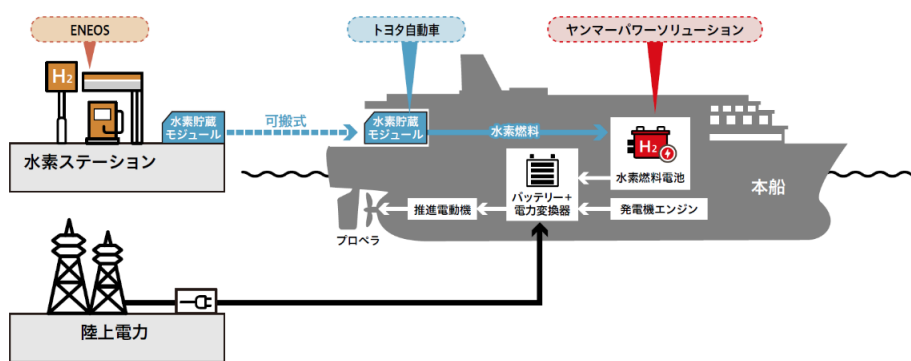 ENEOS
トヨタ自動車
ヤンマーパワーソリューション
H2
水素貯蔵
モジュール
可搬式
水素貯蔵
モジュール
水素燃料
H2
水素ステーション
水素燃料電池
本船
バッテリー+
電力変換器
推進電動機
発電機エンジン
プロペラ
陸上電力